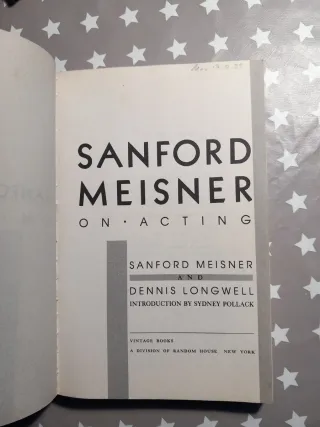 SANFORD
MEISNER
ON · ACTING
SANFORD MEISNER
AND
DENNIS LONGWELL
INTRODUCTION BY SYDNEY POLLACK
VINTAGE BOOKS
A DIVISION OF RANDOM HOUSE NEW YORK